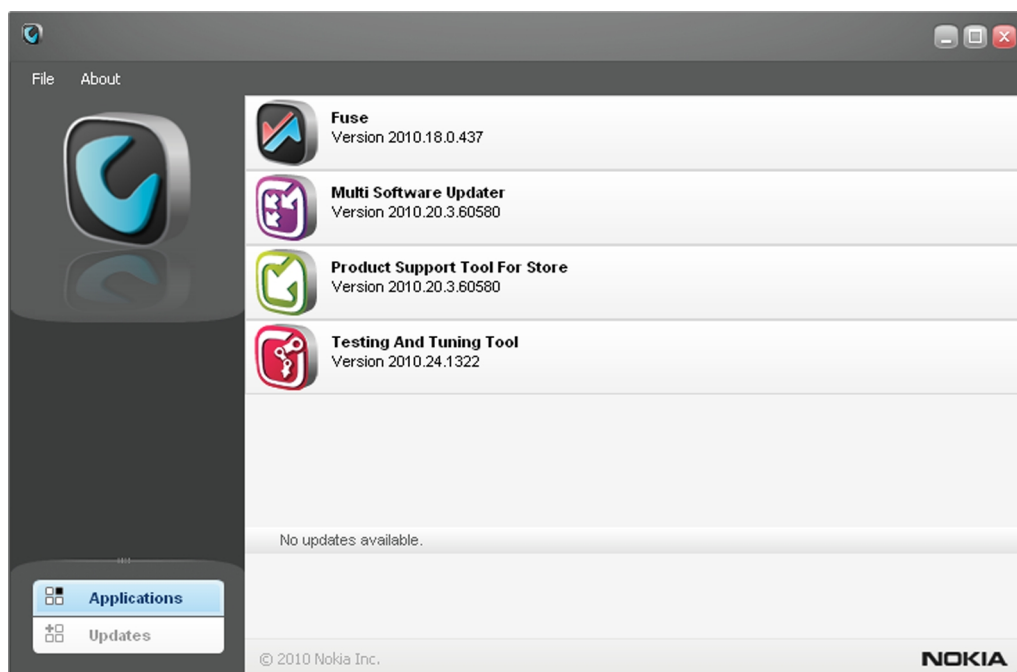 File About
Fuse
Version 2010.18.0.437
Multi Software Updater
Version 2010.20.3.60580
Product Support Tool For Store
Version 2010.20.3.60580
Testing And Tuning Tool
Version 2010.24.1322
No updates available.
Applications
Updates
© 2010 Nokia Inc.
NOKIA